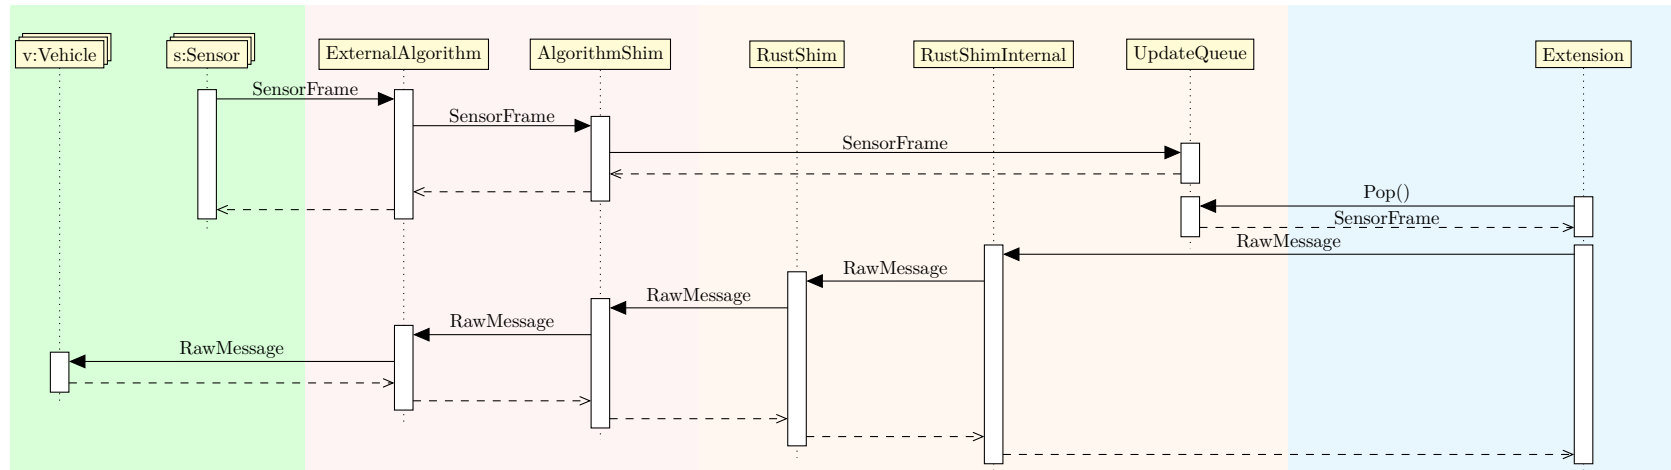 v:Vehicle
s:Sensor
ExternalAlgorithm
AlgorithmShim
RustShim
RustShimInternal
UpdateQueue
Extension
SensorFrame
SensorFrame
SensorFrame
Pop()
SensorFrame
RawMessage
RawMessage
RawMessage
RawMessage
RawMessage